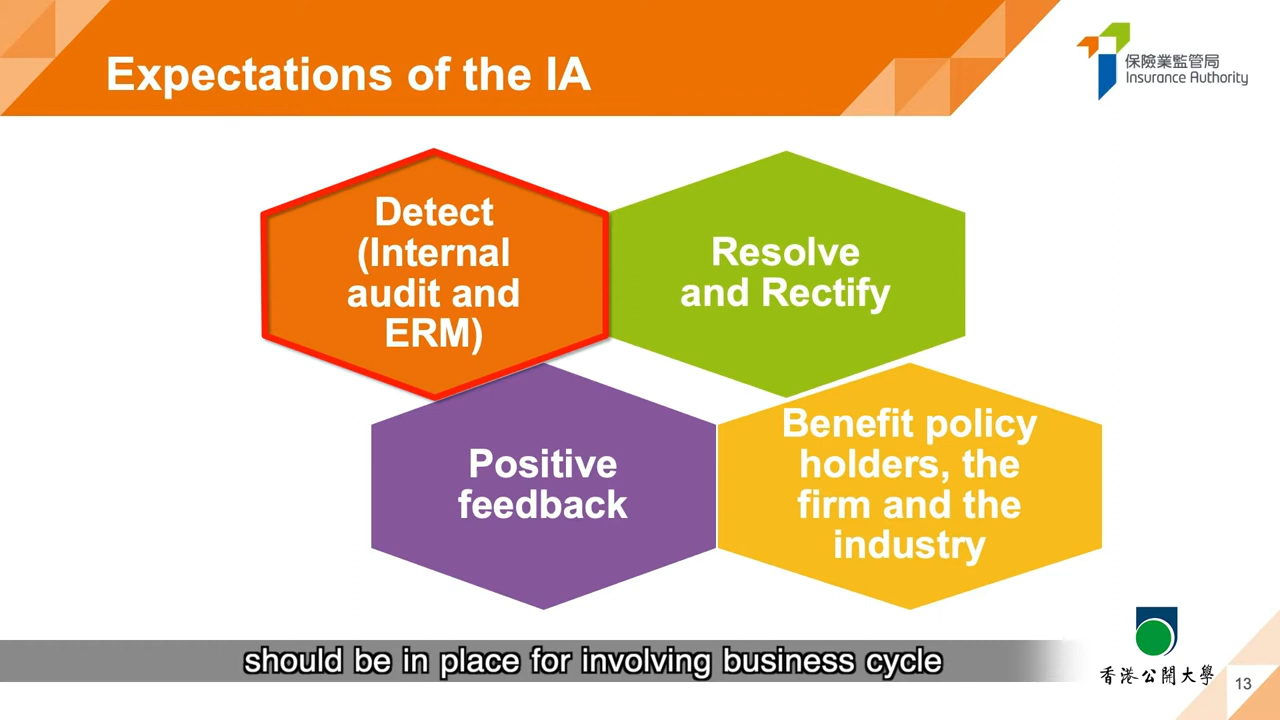 Expectations of the IA
保險業監管局
Insurance Authority
Detect
(Internal
audit and
ERM)
Resolve
and Rectify
Positive
feedback
Benefit policy
holders, the
firm and the
industry
should be in place for involving business cycle
香港公開大學
13